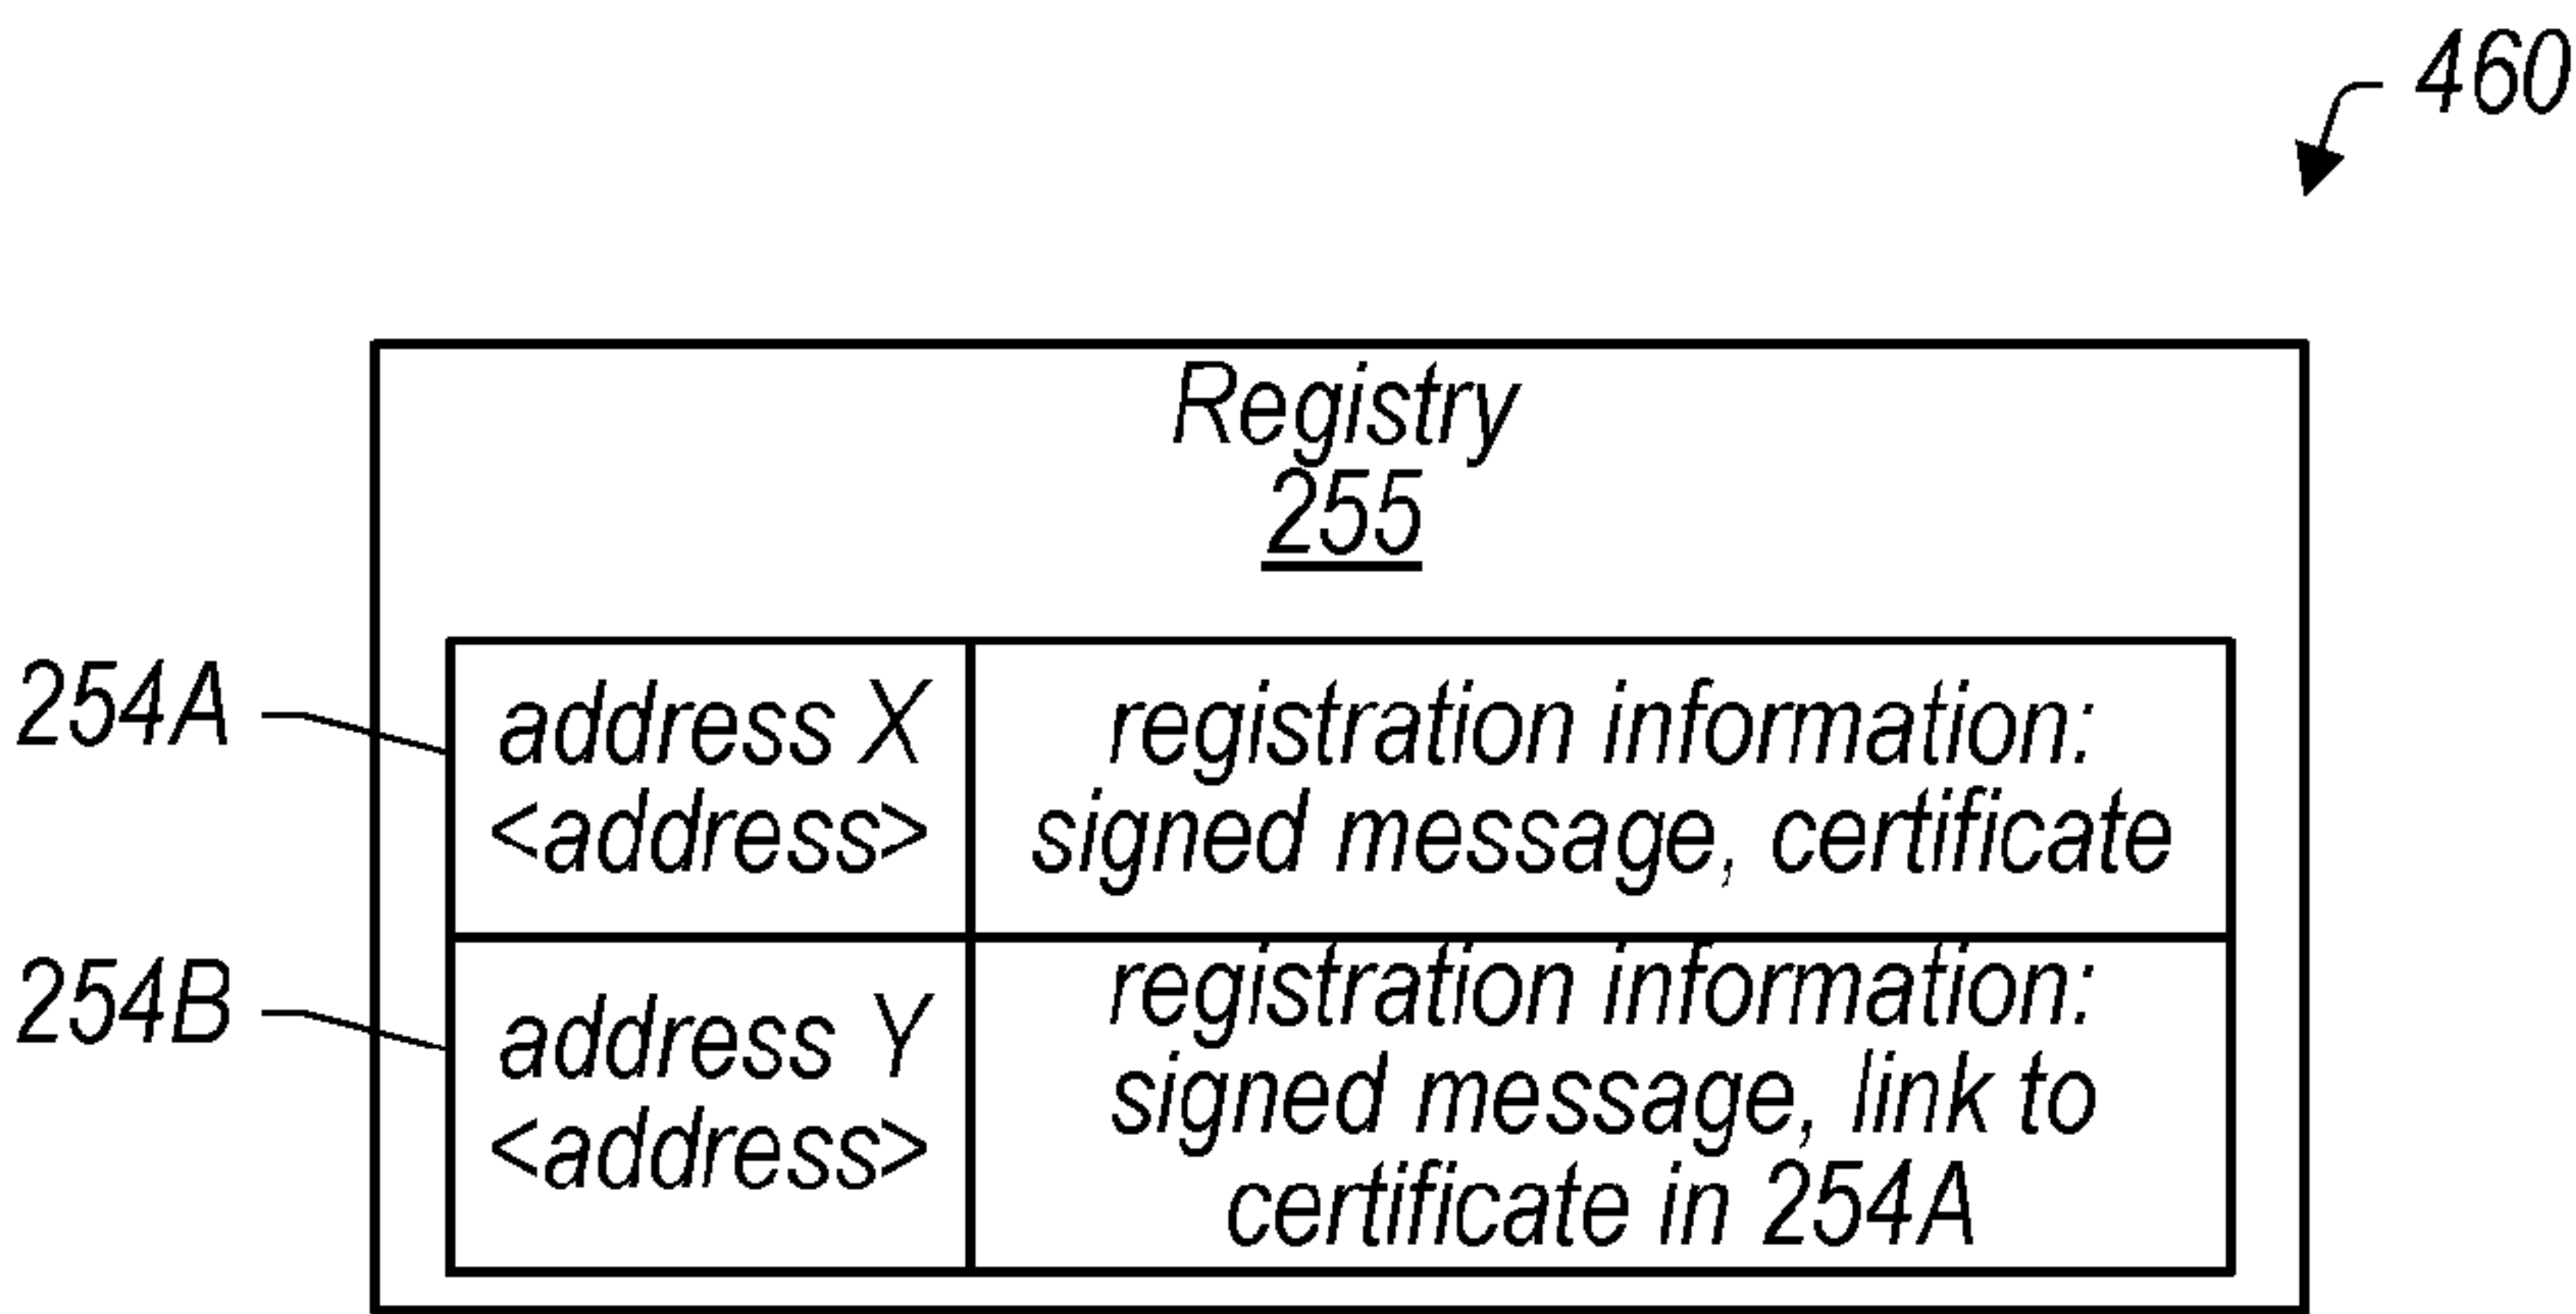 460
Registry
255
254A
address X
<address>
registration information:
signed message, certificate
254B
address Y
<address>
registration information:
signed message, link to
certificate in 254A